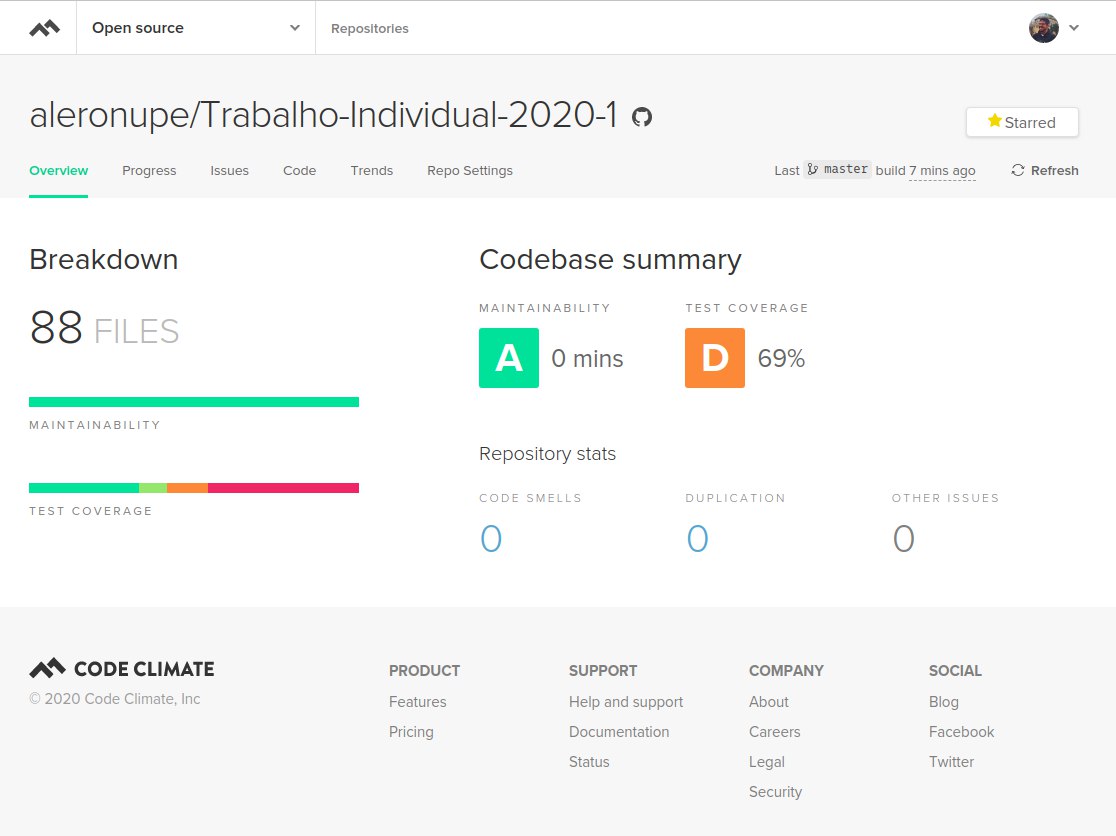 Open source
Repositories
aleronupe/Trabalho-Individual-2020-1
Starred
Overview Progress Issues Code Trends Repo Settings
Last master build 7 mins ago Refresh
Breakdown
88 FILES
MAINTAINABILITY
TEST COVERAGE
Codebase summary
MAINTAINABILITY TEST COVERAGE
A 0 mins D 69%
Repository stats
CODE SMELLS DUPLICATION OTHER ISSUES
0 0 0
CODE CLIMATE
© 2020 Code Climate, Inc
PRODUCT
Features
Pricing
SUPPORT
Help and support
Documentation
Status
COMPANY
About
Careers
Legal
Security
SOCIAL
Blog
Facebook
Twitter